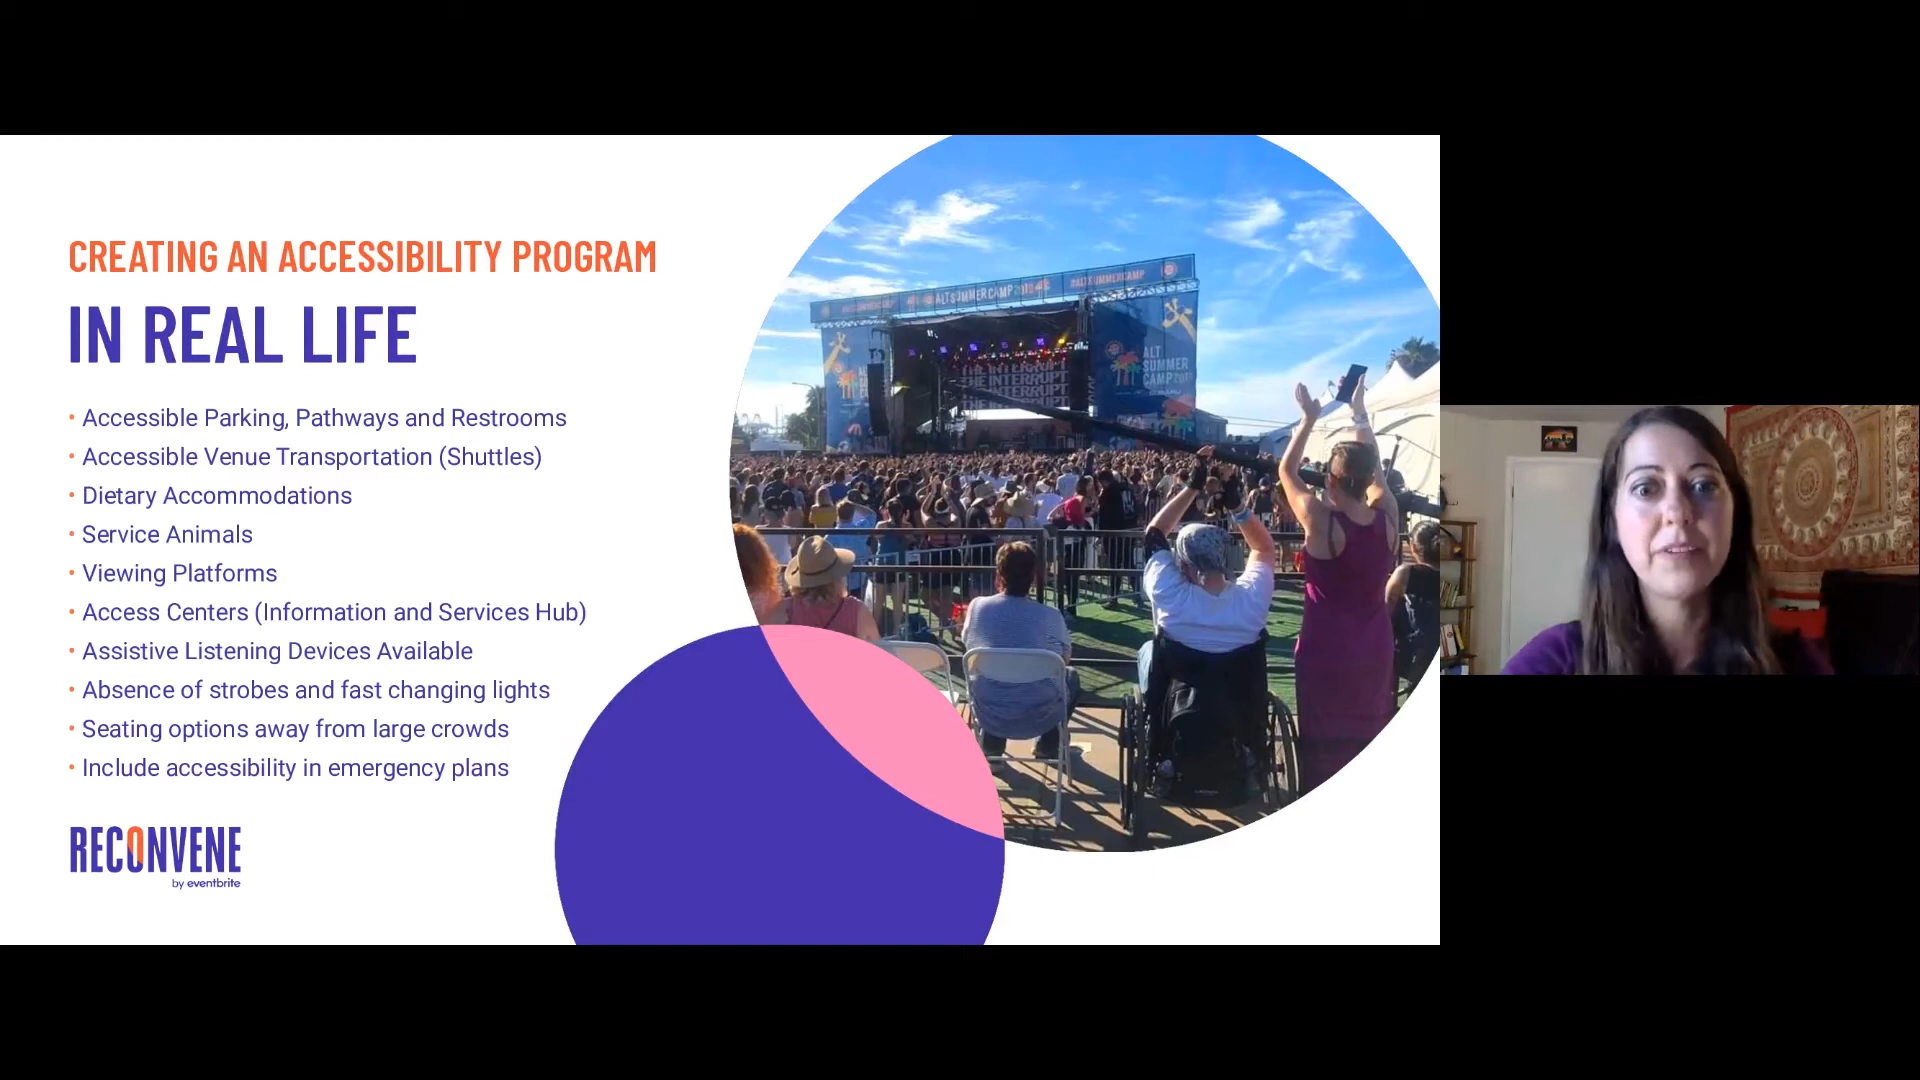 CREATING AN ACCESSIBILITY PROGRAM
IN REAL LIFE
• Accessible Parking, Pathways and Restrooms
• Accessible Venue Transportation (Shuttles)
• Dietary Accommodations
• Service Animals
• Viewing Platforms
• Access Centers (Information and Services Hub)
• Assistive Listening Devices Available
• Absence of strobes and fast changing lights
• Seating options away from large crowds
• Include accessibility in emergency plans
RECONVENE
by eventbrite
#ALTSUMMERCAMP
THE INTERRUPT
THE INTERRUPT
ALT
SUMMER
CAMP